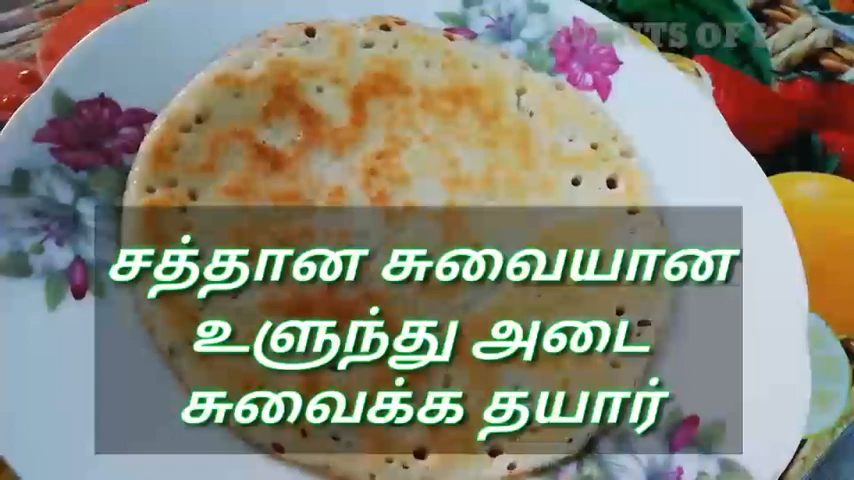 சத்தான சுவையான
உளுந்து அடை
சுவைக்க தயார்